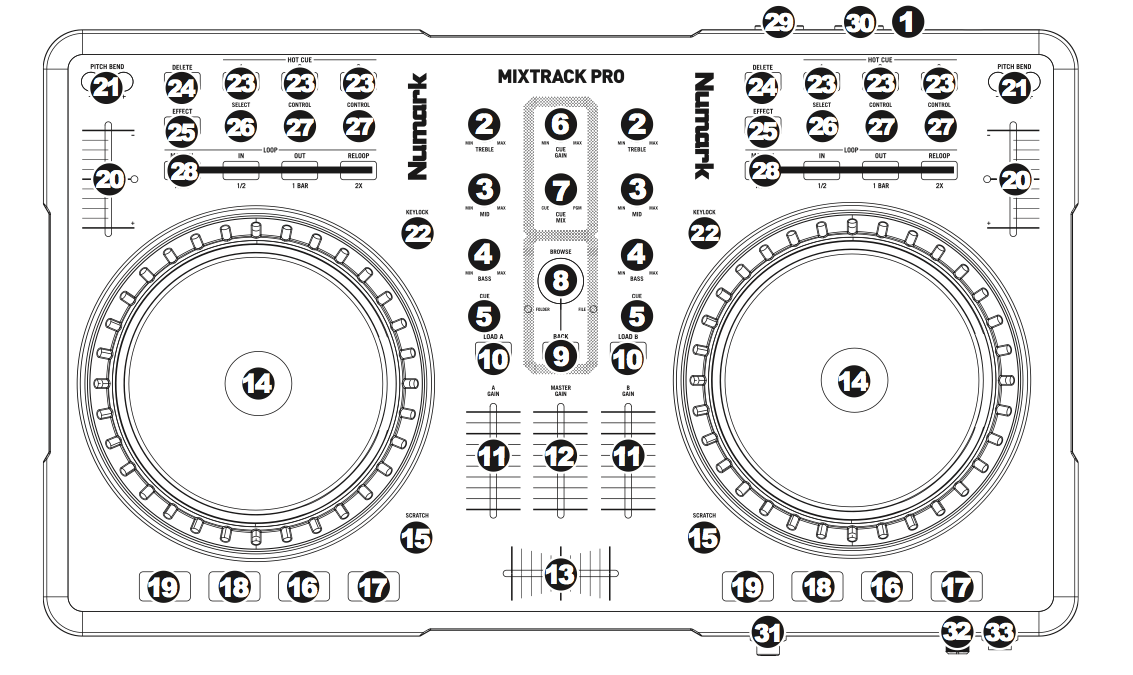 29 30 1
PITCH BEND DELETE HOT CUE DELETE HOT CUE PITCH BEND
21 24 23 23 23 MIXTRACK PRO 24 23 23 23 21
Numark Numark
EFFECT SELECT CONTROL CONTROL EFFECT SELECT CONTROL CONTROL
25 26 27 27 2 6 2 25 26 27 27
MIN MAX MIN MAX MIN MAX
TREBLE CUE GAIN TREBLE
LOOP LOOP
IN OUT RELOOP IN OUT RELOOP
20 28 28 20
1/2 1 BAR 2X 1/2 1 BAR 2X
3 7 3
MIN MAX CUE PGM MIN MAX
MID CUE MIX MID
KEYLOCK KEYLOCK
22 22
BROWSE
4 8 4
MIN MAX MIN MAX
BASS BASS
CUE CUE
5 FOLDER FILE 5
LOAD A BACK LOAD B
10 9 10
14 14
A GAIN MASTER GAIN B GAIN
11 12 11
SCRATCH SCRATCH
15 15
13
19 18 16 17 19 18 16 17
31 32 33